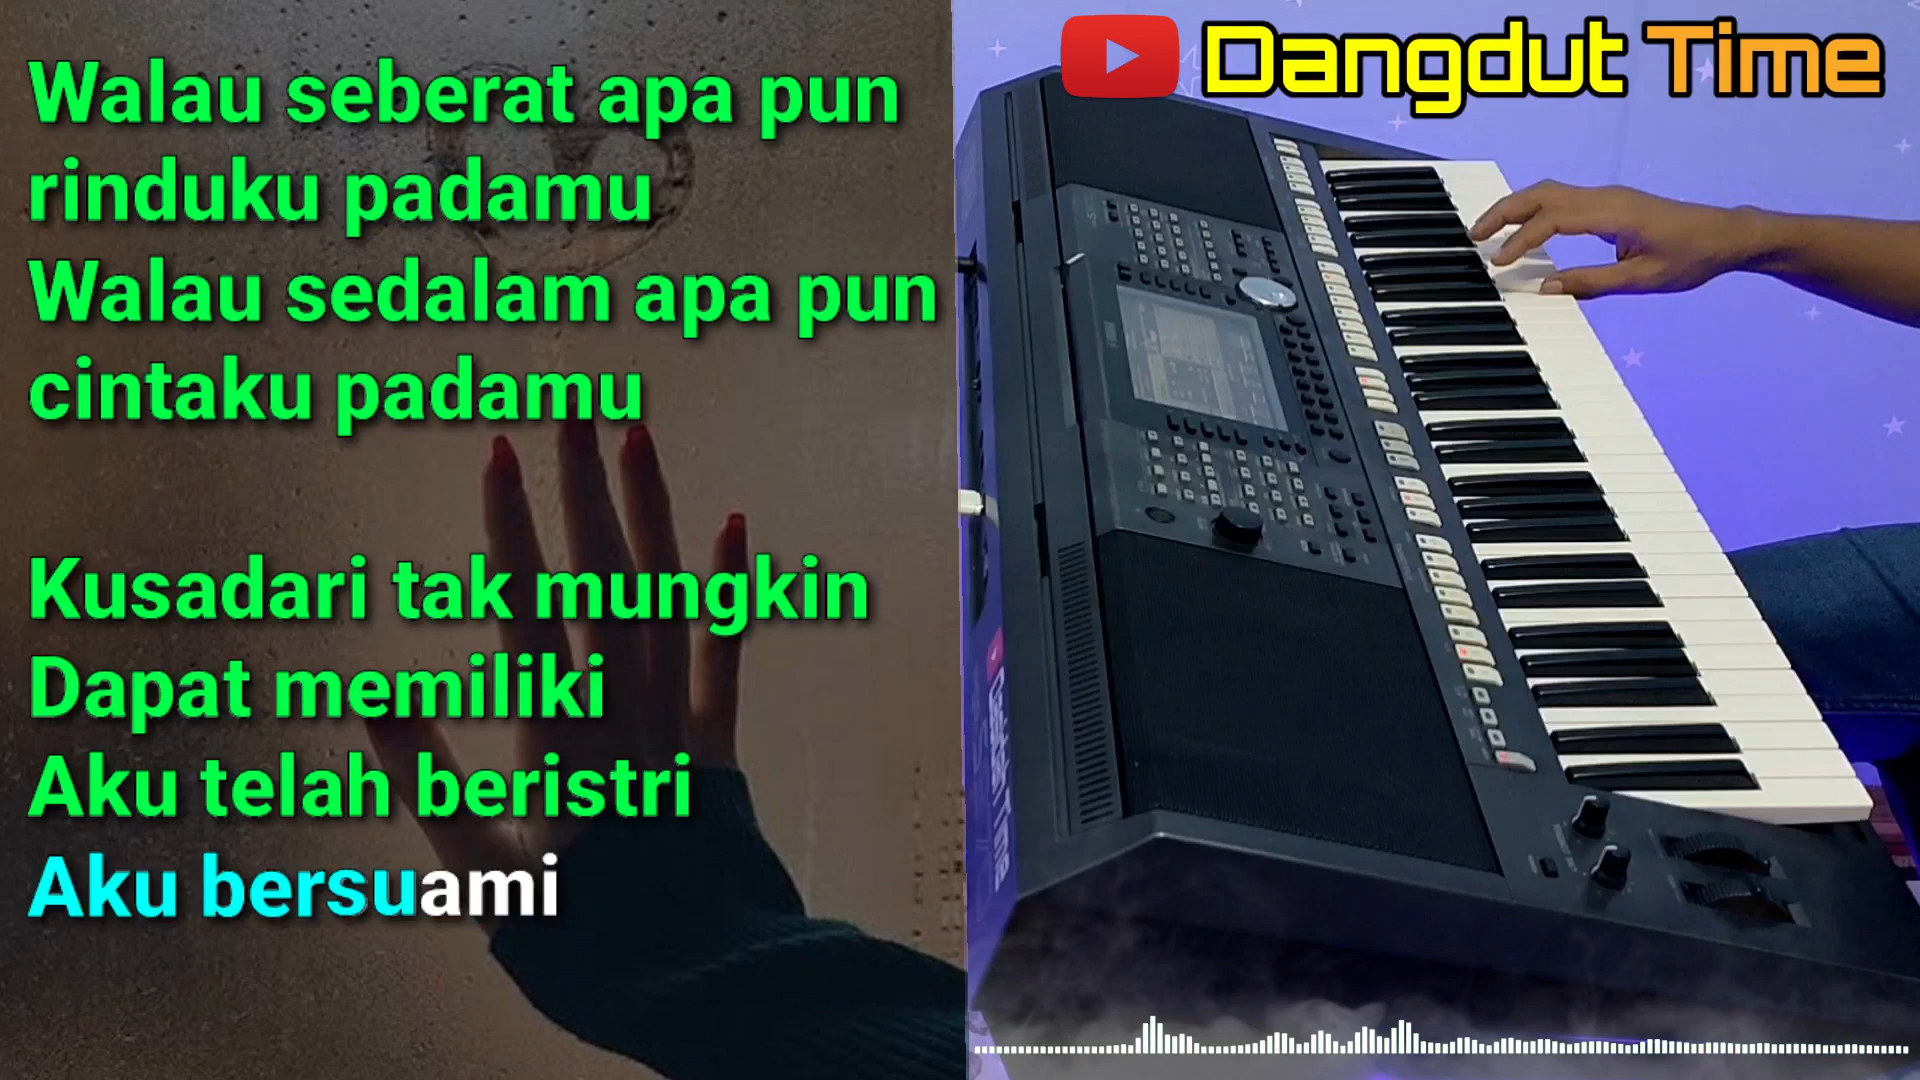 Walau seberat apa pun
rinduku padamu
Walau sedalam apa pun
cintaku padamu
Kusadari tak mungkin
Dapat memiliki
Aku telah beristri
Aku bersuami
Dangdut Time